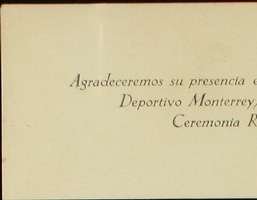 Agradeceremos su presencia
Deportivo Monterrey,
Ceremonia R